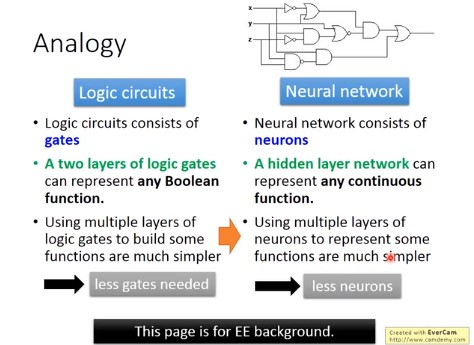 x
y
z
Analogy
Logic circuits
Neural network
• Logic circuits consists of
gates
• A two layers of logic gates
can represent any Boolean
function.
• Using multiple layers of
logic gates to build some
functions are much simpler
less gates needed
• Neural network consists of
neurons
• A hidden layer network can
represent any continuous
function.
• Using multiple layers of
neurons to represent some
functions are much simpler
less neurons
This page is for EE background.
Created with EverCam.
http://www.camdemy.com